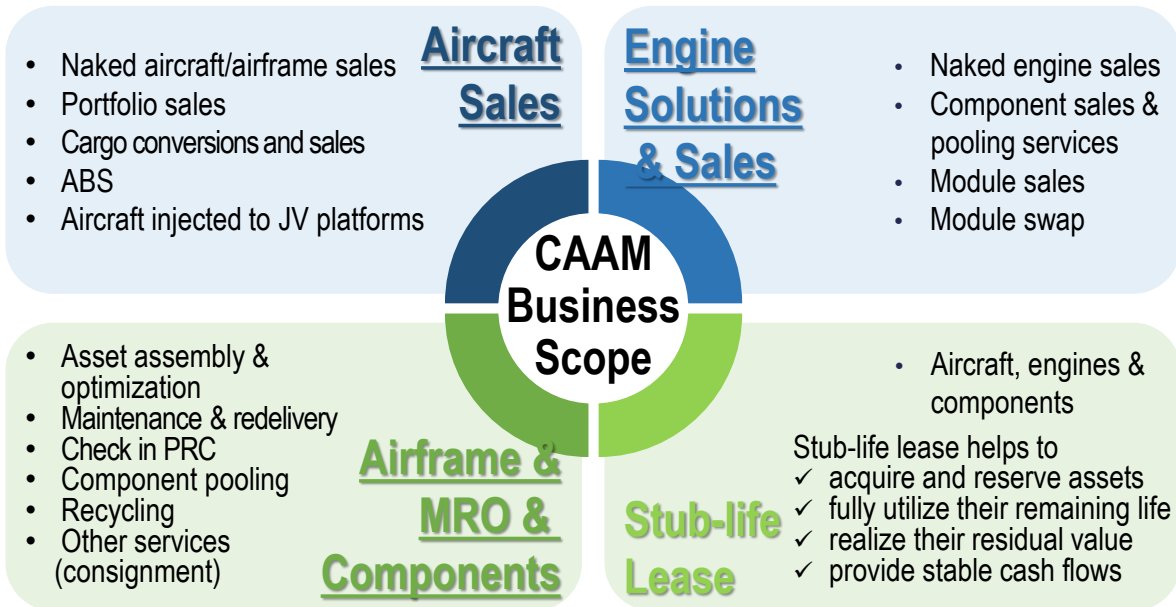 Aircraft
Sales
• Naked aircraft/airframe sales
• Portfolio sales
• Cargo conversions and sales
• ABS
• Aircraft injected to JV platforms
Engine
Solutions
& Sales
• Naked engine sales
• Component sales &
pooling services
• Module sales
• Module swap
CAAM
Business
Scope
• Asset assembly &
optimization
• Maintenance & redelivery
• Check in PRC
• Component pooling
• Recycling
• Other services
(consignment)
Airframe &
MRO &
Components
• Aircraft, engines &
components
Stub-life lease helps to
✓ acquire and reserve assets
✓ fully utilize their remaining life
✓ realize their residual value
✓ provide stable cash flows
Stub-life
Lease